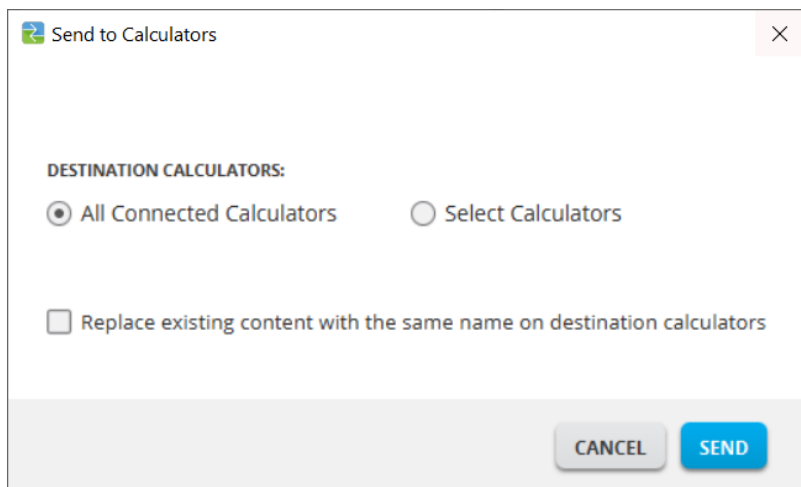 Send to Calculators
DESTINATION CALCULATORS:
All Connected Calculators
Select Calculators
Replace existing content with the same name on destination calculators
CANCEL
SEND